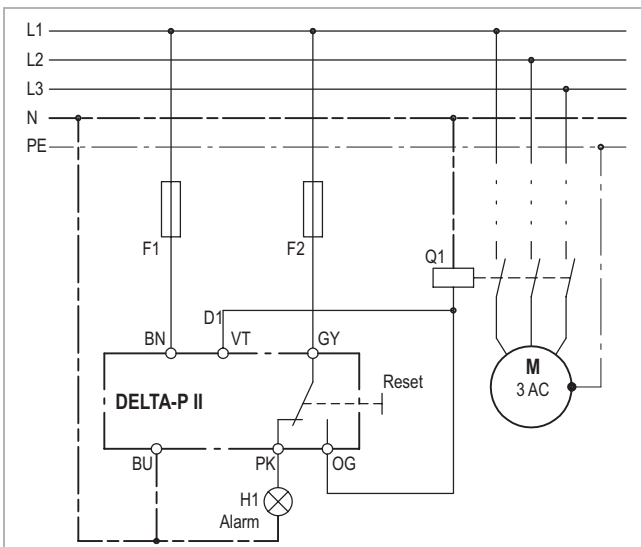 L1
L2
L3
N
PE
F1
F2
Q1
D1
BN
VT
GY
DELTA-P II
Reset
M
3 AC
BU
PK
OG
H1
Alarm